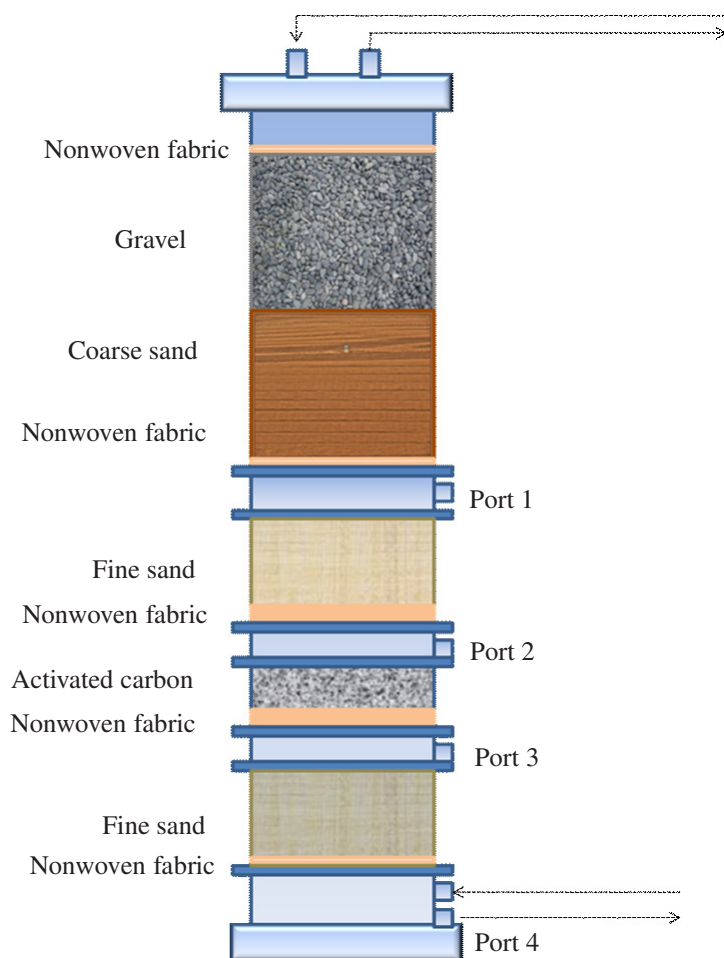 Nonwoven fabric
Gravel
Coarse sand
Nonwoven fabric
Port 1
Fine sand
Nonwoven fabric
Port 2
Activated carbon
Nonwoven fabric
Port 3
Fine sand
Nonwoven fabric
Port 4